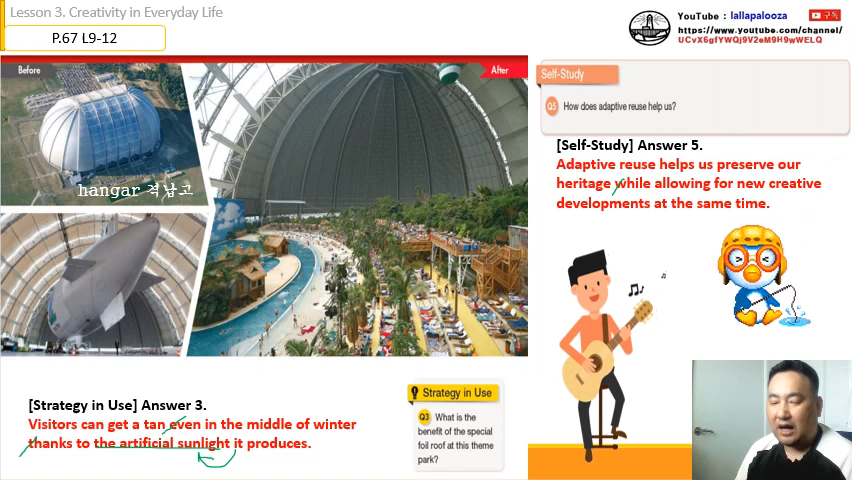 Lesson 3. Creativity in Everyday Life
P.67 L9-12
YouTube : lallapalooza
구독
https://www.youtube.com/channel/
UCvX6gfYWQj9V2eM9H9wWELQ
Before
After
hangar 격납고
Self-Study
Q5 How does adaptive reuse help us?
[Self-Study] Answer 5.
Adaptive reuse helps us preserve our
heritage while allowing for new creative
developments at the same time.
[Strategy in Use] Answer 3.
Visitors can get a tan even in the middle of winter
thanks to the artificial sunlight it produces.
Strategy in Use
Q3 What is the
benefit of the special
foil roof at this theme
park?